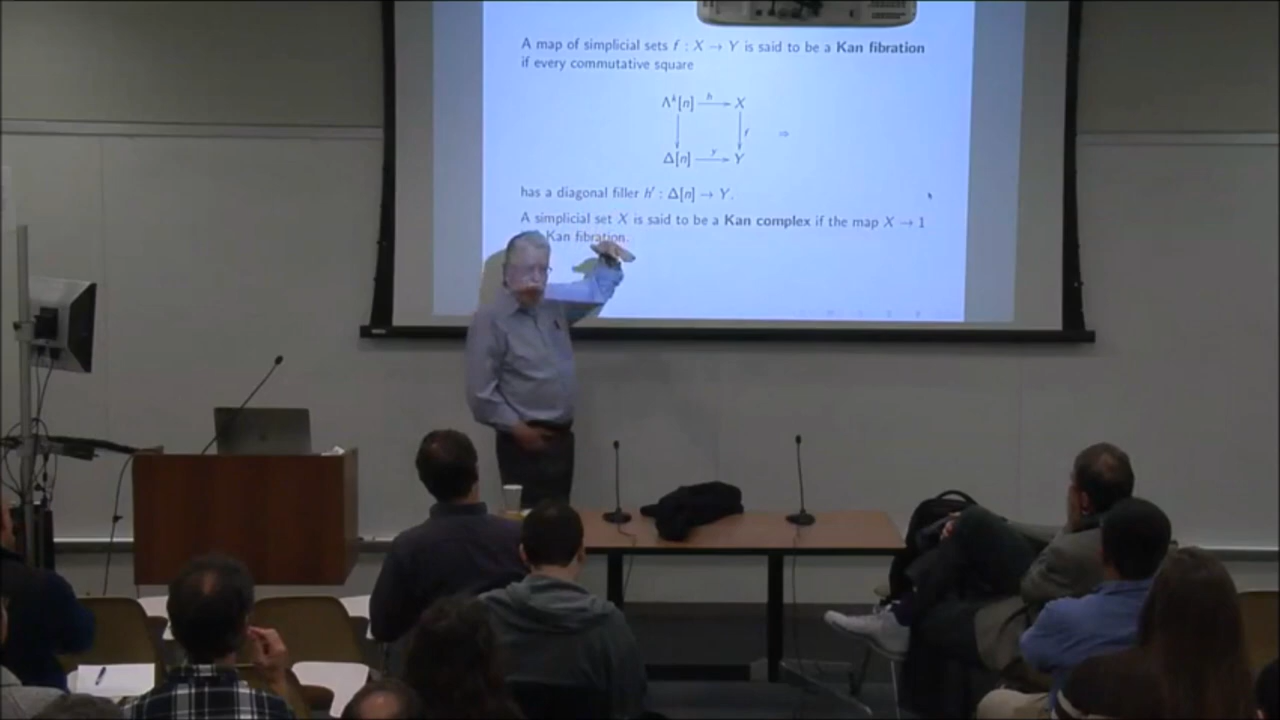 A map of simplicial sets f : X → Y is said to be a Kan fibration
if every commutative square
Λᵏ[n] h X
f
Δ[n] y Y
⇒
has a diagonal filler h′ : Δ[n] → Y.
A simplicial set X is said to be a Kan complex if the map X → 1
Kan fibration.